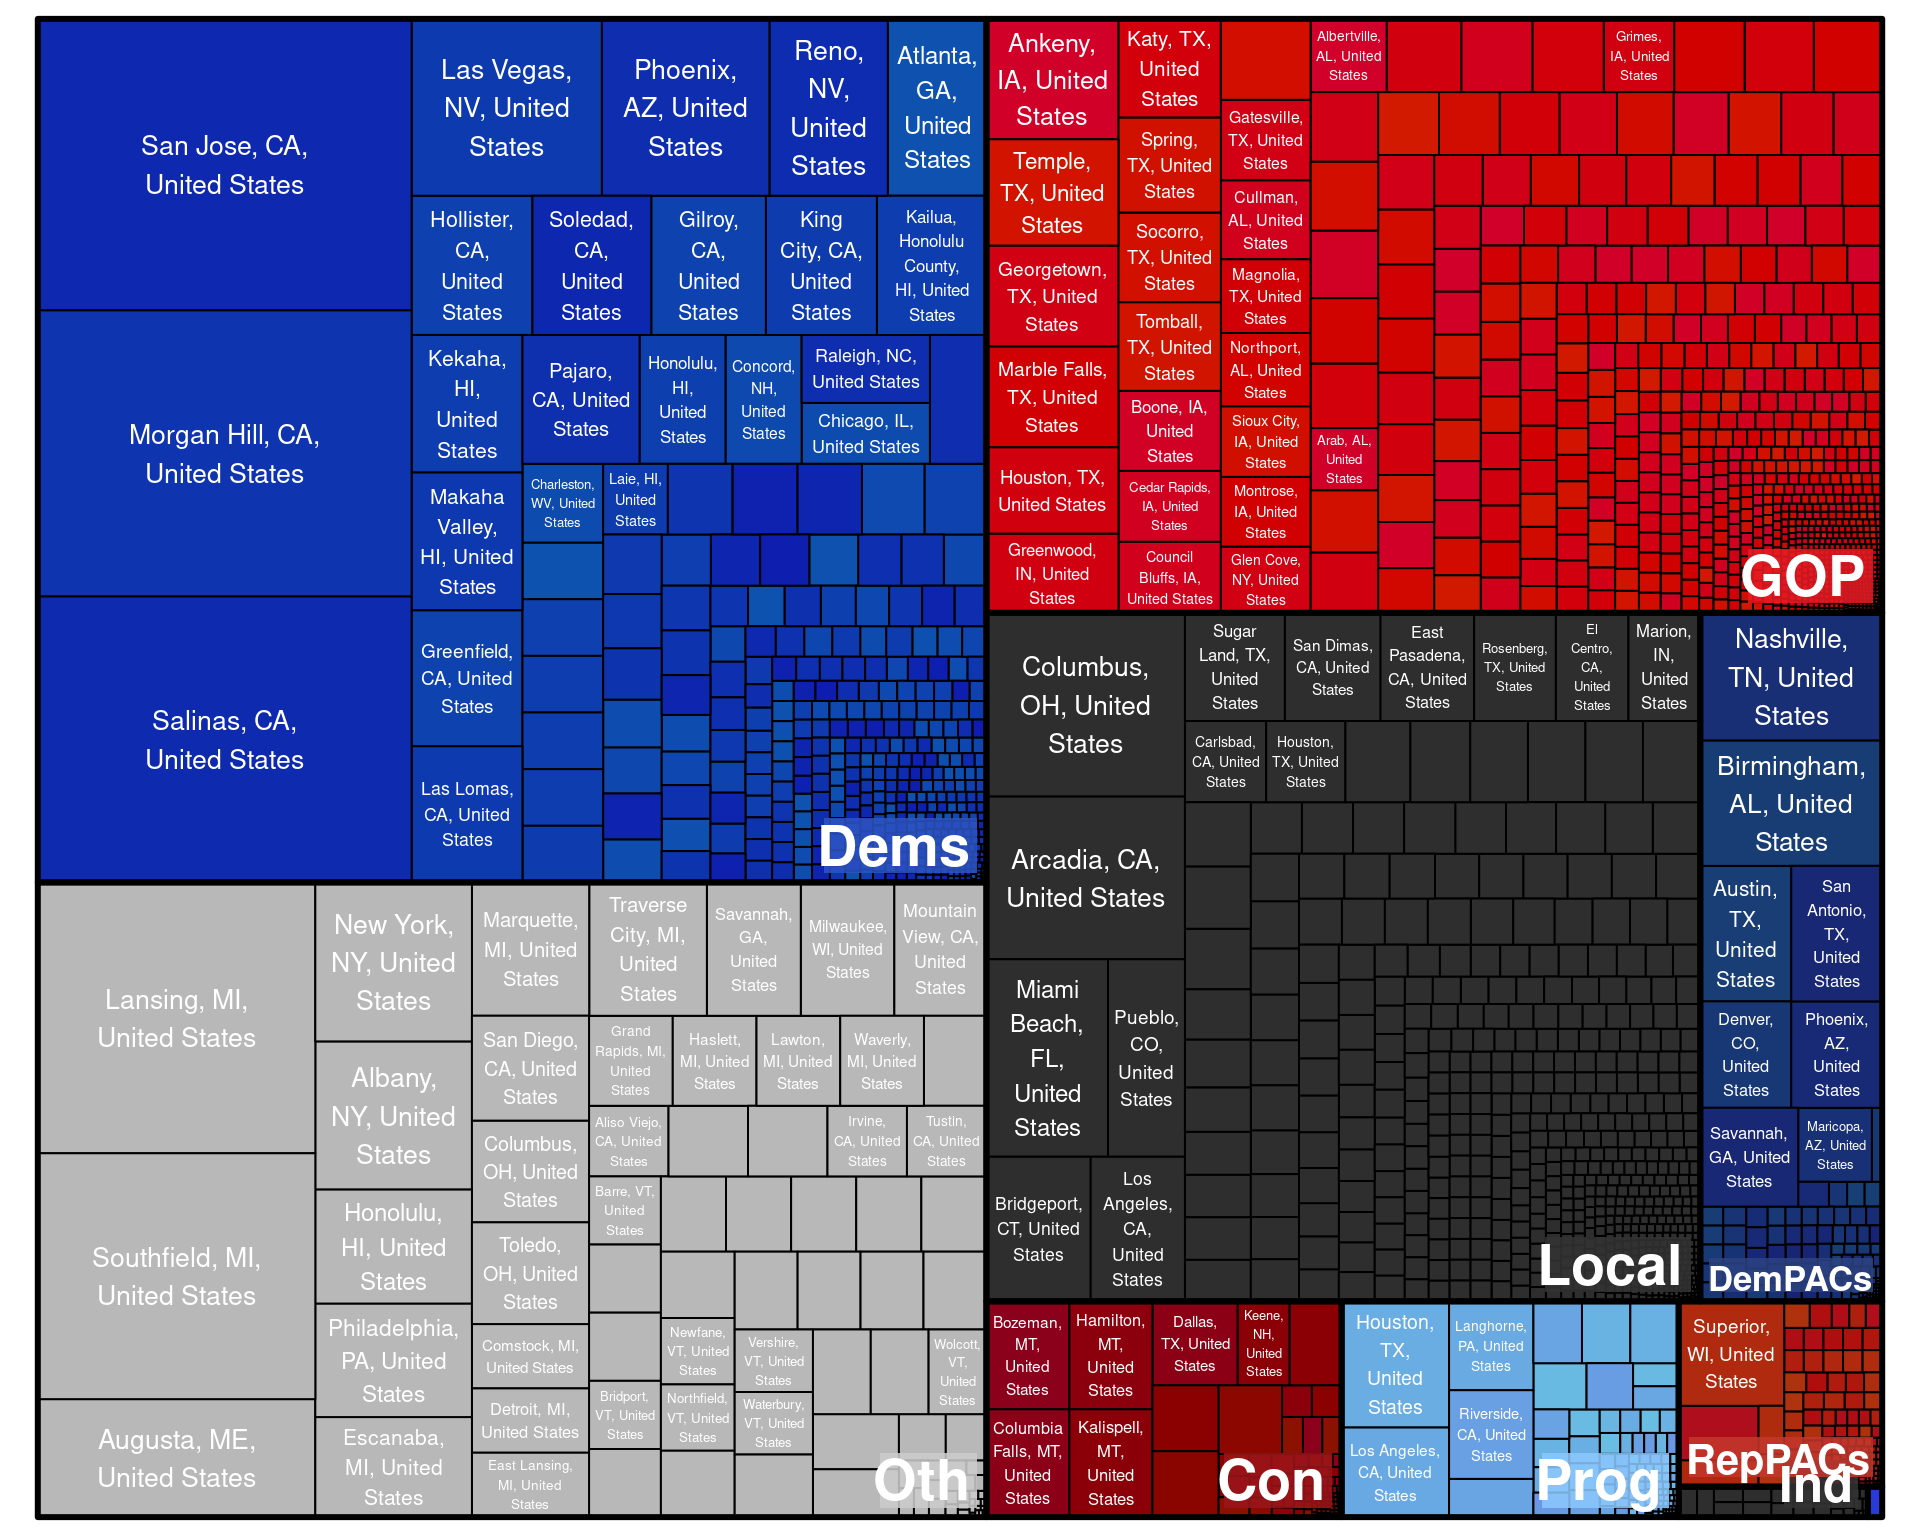 San Jose, CA,
United States
Morgan Hill, CA,
United States
Salinas, CA,
United States
Las Vegas,
NV, United
States
Phoenix,
AZ, United
States
Reno,
NV,
United
States
Atlanta,
GA,
United
States
Hollister,
CA,
United
States
Soledad,
CA,
United
States
Gilroy,
CA,
United
States
King
City, CA,
United
States
Kailua,
Honolulu
County,
HI, United
States
Kekaha,
HI,
United
States
Pajaro,
CA, United
States
Honolulu,
HI,
United
States
Concord,
NH,
United
States
Raleigh, NC,
United States
Chicago, IL,
United States
Makaha
Valley,
HI, United
States
Charleston,
WV, United
States
Laie, HI,
United
States
Greenfield,
CA, United
States
Las Lomas,
CA, United
States
Dems
Ankeny,
IA, United
States
Temple,
TX, United
States
Georgetown,
TX, United
States
Marble Falls,
TX, United
States
Houston, TX,
United States
Greenwood,
IN, United
States
Katy, TX,
United
States
Spring,
TX, United
States
Socorro,
TX, United
States
Tomball,
TX, United
States
Boone, IA,
United
States
Cedar Rapids,
IA, United
States
Council
Bluffs, IA,
United States
Gatesville,
TX, United
States
Cullman,
AL, United
States
Magnolia,
TX, United
States
Northport,
AL, United
States
Sioux City,
IA, United
States
Montrose,
IA, United
States
Glen Cove,
NY, United
States
Albertville,
AL, United
States
Grimes,
IA, United
States
Arab, AL,
United
States
GOP
Lansing, MI,
United States
Southfield, MI,
United States
Augusta, ME,
United States
New York,
NY, United
States
Albany,
NY, United
States
Honolulu,
HI, United
States
Philadelphia,
PA, United
States
Escanaba,
MI, United
States
Marquette,
MI, United
States
San Diego,
CA, United
States
Columbus,
OH, United
States
Toledo,
OH, United
States
Comstock, MI,
United States
Detroit, MI,
United States
East Lansing,
MI, United
States
Traverse
City, MI,
United
States
Savannah,
GA,
United
States
Milwaukee,
WI, United
States
Mountain
View, CA,
United
States
Grand
Rapids, MI,
United
States
Haslett,
MI, United
States
Lawton,
MI, United
States
Waverly,
MI, United
States
Aliso Viejo,
CA, United
States
Irvine,
CA, United
States
Tustin,
CA, United
States
Barre, VT,
United
States
Bridport,
VT, United
States
Newfane,
VT, United
States
Northfield,
VT, United
States
Vershire,
VT, United
States
Waterbury,
VT, United
States
Wolcott,
VT,
United
States
Oth
Columbus,
OH, United
States
Arcadia, CA,
United States
Miami
Beach,
FL,
United
States
Pueblo,
CO,
United
States
Bridgeport,
CT, United
States
Los
Angeles,
CA,
United
States
Sugar
Land, TX,
United
States
San Dimas,
CA, United
States
East
Pasadena,
CA, United
States
Rosenberg,
TX, United
States
El
Centro,
CA,
United
States
Marion,
IN,
United
States
Carlsbad,
CA, United
States
Houston,
TX, United
States
Local
Nashville,
TN, United
States
Birmingham,
AL, United
States
Austin,
TX,
United
States
San
Antonio,
TX,
United
States
Denver,
CO,
United
States
Phoenix,
AZ,
United
States
Savannah,
GA, United
States
Maricopa,
AZ, United
States
DemPACs
Bozeman,
MT,
United
States
Hamilton,
MT,
United
States
Dallas,
TX, United
States
Keene,
NH,
United
States
Columbia
Falls, MT,
United
States
Kalispell,
MT,
United
States
Con
Houston,
TX,
United
States
Los Angeles,
CA, United
States
Langhorne,
PA, United
States
Riverside,
CA, United
States
Prog
Superior,
WI, United
States
RepPACs
Ind